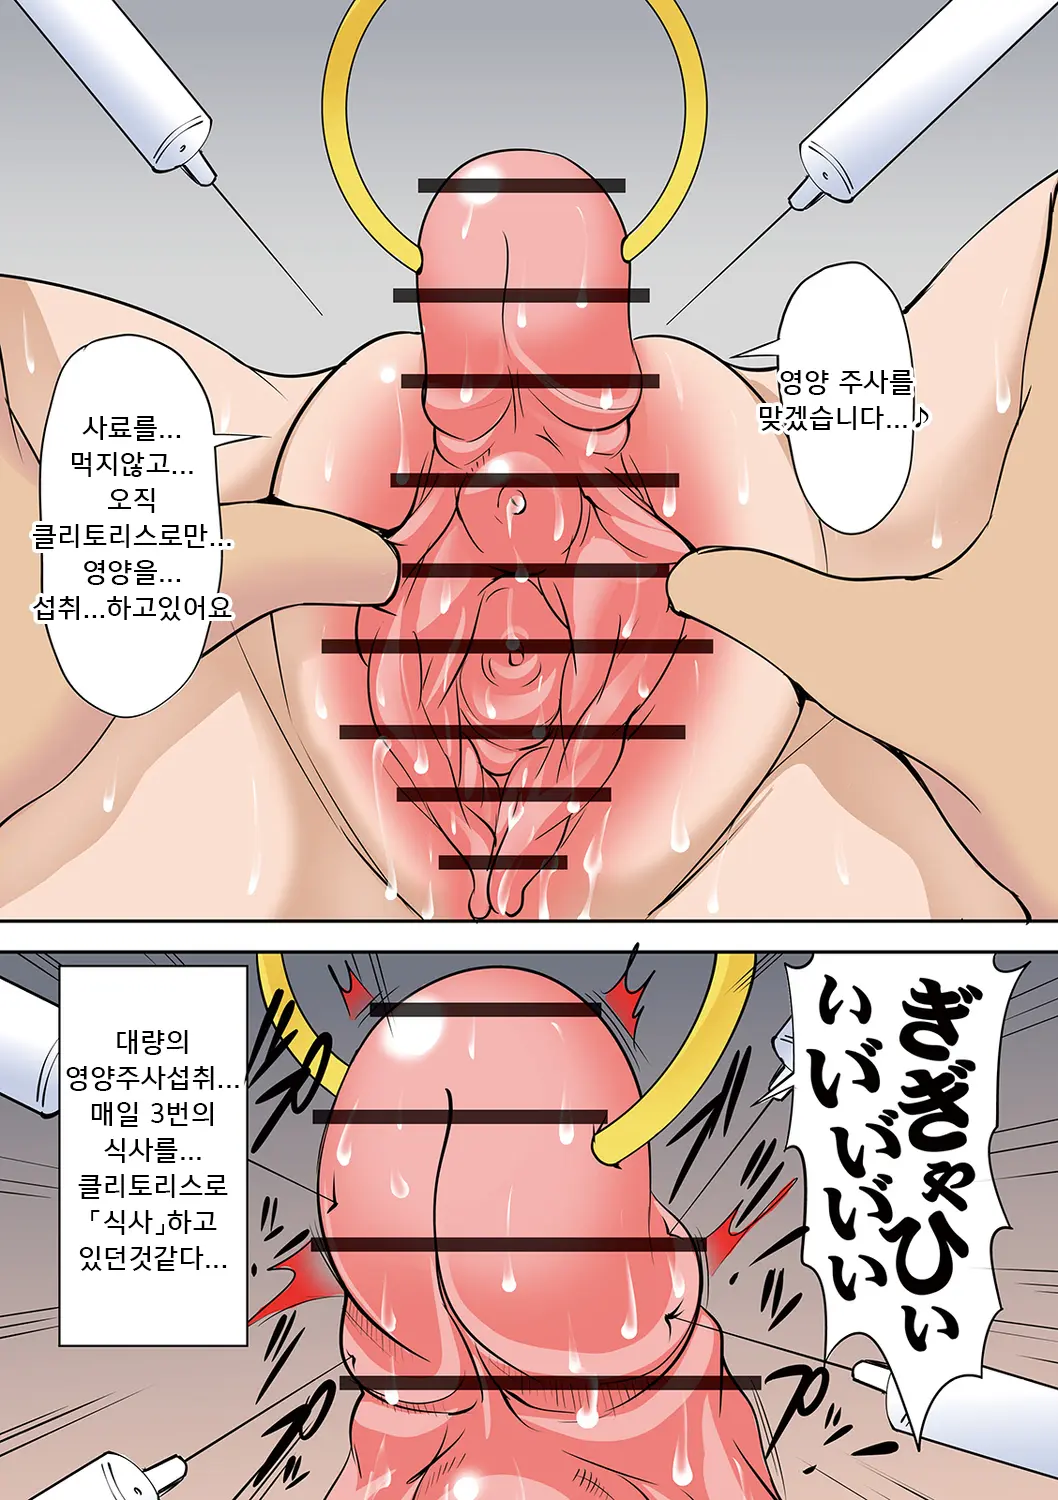 영양 주사를
맞겠습니다...♪
사료를...
먹지않고...
오직
클리토리스로만...
영양을...
섭취...하고있어요
ぎぎゃひぃ
いいいいいい
대량의
영양주사섭취...
매일 3번의
식사를...
클리토리스로
「식사」하고
있던것같다...